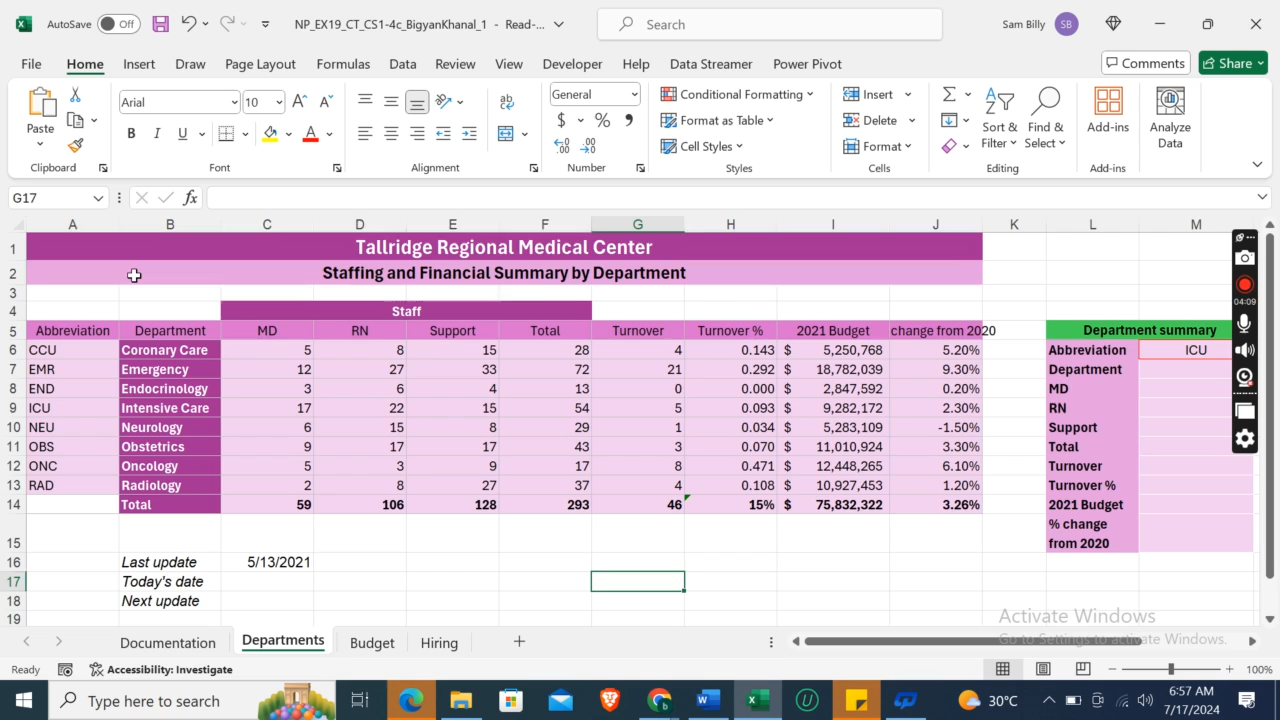 AutoSave Off NP_EX19_CT_CS1-4c_BigyanKhanal_1 - Read-... Search Sam Billy SB
File Home Insert Draw Page Layout Formulas Data Review View Developer Help Data Streamer Power Pivot Comments Share
Arial 10 General Conditional Formatting Insert
Paste B I U $ % Format as Table Delete Sort & Filter Find & Select Add-ins Analyze Data
Cell Styles Format
Clipboard Font Alignment Number Styles Cells Editing Add-ins
G17 fx
A B C D E F G H I J K L M
1 Tallridge Regional Medical Center
2 Staffing and Financial Summary by Department
3
4 Staff
5 Abbreviation Department MD RN Support Total Turnover Turnover % 2021 Budget change from 2020 Department summary
6 CCU Coronary Care 5 8 15 28 4 0.143 $ 5,250,768 5.20% Abbreviation ICU
7 EMR Emergency 12 27 33 72 21 0.292 $ 18,782,039 9.30% Department
8 END Endocrinology 3 6 4 13 0 0.000 $ 2,847,592 0.20% MD
9 ICU Intensive Care 17 22 15 54 5 0.093 $ 9,282,172 2.30% RN
10 NEU Neurology 6 15 8 29 1 0.034 $ 5,283,109 -1.50% Support
11 OBS Obstetrics 9 17 17 43 3 0.070 $ 11,010,924 3.30% Total
12 ONC Oncology 5 3 9 17 8 0.471 $ 12,448,265 6.10% Turnover
13 RAD Radiology 2 8 27 37 4 0.108 $ 10,927,453 1.20% Turnover %
14 Total 59 106 128 293 46 15% $ 75,832,322 3.26% 2021 Budget
% change
15 from 2020
16 Last update 5/13/2021
17 Today's date
18 Next update
19
04:09
Activate Windows
Go to Settings to activate Windows.
Documentation Departments Budget Hiring
Ready Accessibility: Investigate 100%
Type here to search 30°C 6:57 AM
7/17/2024